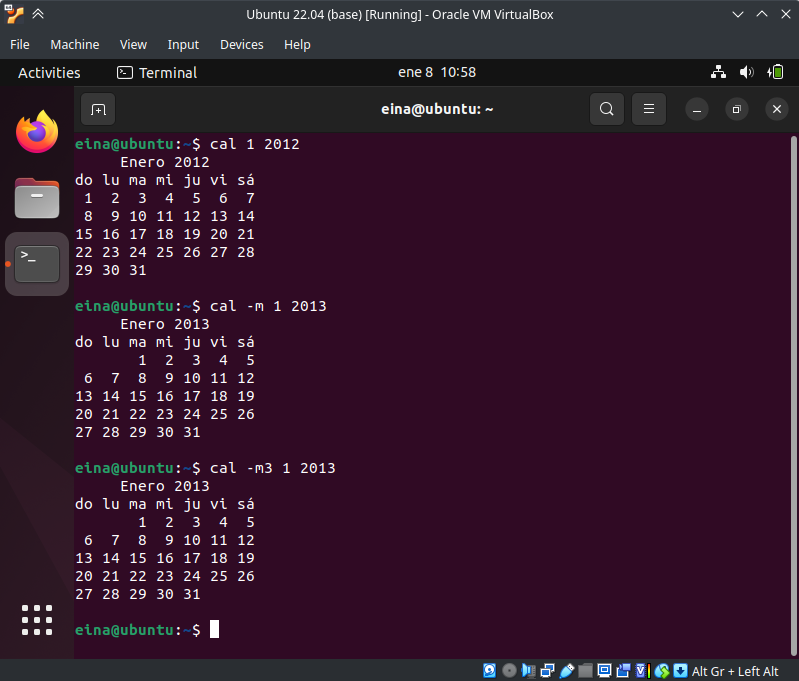 Ubuntu 22.04 (base) [Running] - Oracle VM VirtualBox
File Machine View Input Devices Help
Activities Terminal ene 8 10:58
eina@ubuntu: ~
eina@ubuntu:~$ cal 1 2012
Enero 2012
do lu ma mi ju vi sá
1 2 3 4 5 6 7
8 9 10 11 12 13 14
15 16 17 18 19 20 21
22 23 24 25 26 27 28
29 30 31
eina@ubuntu:~$ cal -m 1 2013
Enero 2013
do lu ma mi ju vi sá
1 2 3 4 5
6 7 8 9 10 11 12
13 14 15 16 17 18 19
20 21 22 23 24 25 26
27 28 29 30 31
eina@ubuntu:~$ cal -m3 1 2013
Enero 2013
do lu ma mi ju vi sá
1 2 3 4 5
6 7 8 9 10 11 12
13 14 15 16 17 18 19
20 21 22 23 24 25 26
27 28 29 30 31
eina@ubuntu:~$
Alt Gr + Left Alt